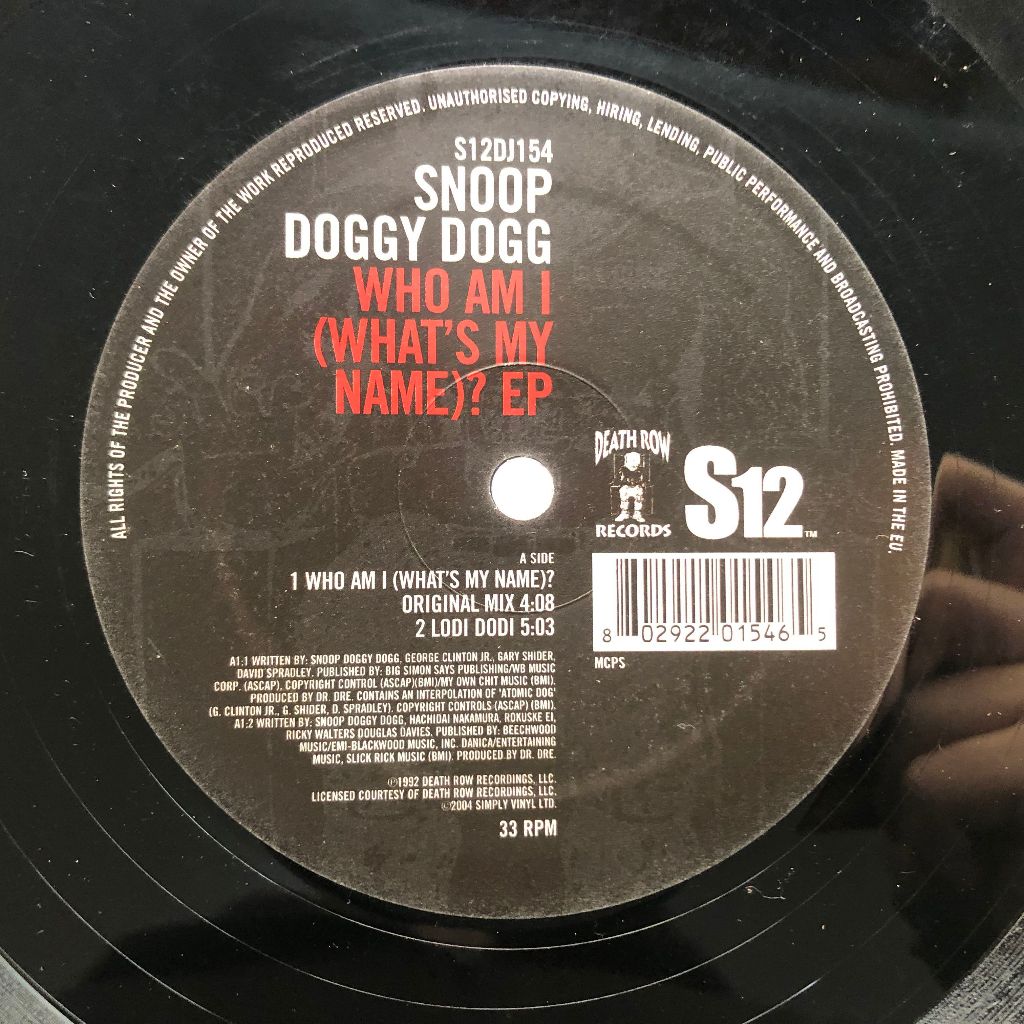 ALL RIGHTS OF THE PRODUCER AND THE OWNER OF THE WORK REPRODUCED RESERVED. UNAUTHORISED COPYING, HIRING, LENDING, PUBLIC PERFORMANCE AND BROADCASTING PROHIBITED. MADE IN THE EU.
S12DJ154
SNOOP
DOGGY DOGG
WHO AM I
(WHAT'S MY
NAME)? EP
DEATH ROW
RECORDS
S12™
A SIDE
1 WHO AM I (WHAT'S MY NAME)?
ORIGINAL MIX 4:08
2 LODI DODI 5:03
8 02922 01546 5
MCPS
A1:1 WRITTEN BY: SNOOP DOGGY DOGG, GEORGE CLINTON JR., GARY SHIDER,
DAVID SPRADLEY. PUBLISHED BY: BIG SIMON SAYS PUBLISHING/WB MUSIC
CORP. (ASCAP), COPYRIGHT CONTROL (ASCAP)(BMI)/MY OWN CHIT MUSIC (BMI).
PRODUCED BY DR. DRE. CONTAINS AN INTERPOLATION OF 'ATOMIC DOG'
(G. CLINTON JR., G. SHIDER, D. SPRADLEY). COPYRIGHT CONTROLS (ASCAP) (BMI).
A1:2 WRITTEN BY: SNOOP DOGGY DOGG, HACHIDAI NAKAMURA, ROKUSKE EI,
RICKY WALTERS DOUGLAS DAVIES. PUBLISHED BY: BEECHWOOD
MUSIC/EMI-BLACKWOOD MUSIC, INC. DANICA/ENTERTAINING
MUSIC, SLICK RICK MUSIC (BMI). PRODUCED BY DR. DRE.
℗1992 DEATH ROW RECORDINGS, LLC.
LICENSED COURTESY OF DEATH ROW RECORDINGS, LLC.
©2004 SIMPLY VINYL LTD.
33 RPM